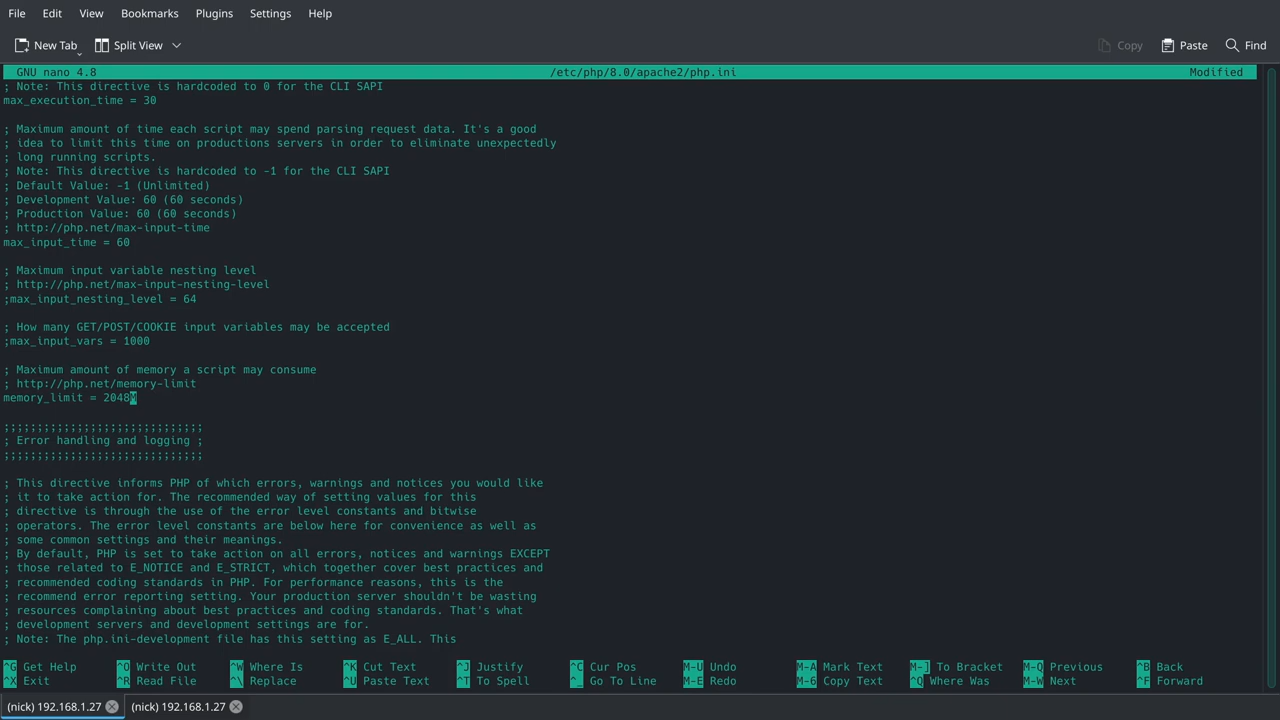 File Edit View Bookmarks Plugins Settings Help
New Tab Split View Copy Paste Find
GNU nano 4.8 /etc/php/8.0/apache2/php.ini Modified
; Note: This directive is hardcoded to 0 for the CLI SAPI
max_execution_time = 30
; Maximum amount of time each script may spend parsing request data. It's a good
; idea to limit this time on productions servers in order to eliminate unexpectedly
; long running scripts.
; Note: This directive is hardcoded to -1 for the CLI SAPI
; Default Value: -1 (Unlimited)
; Development Value: 60 (60 seconds)
; Production Value: 60 (60 seconds)
; http://php.net/max-input-time
max_input_time = 60
; Maximum input variable nesting level
; http://php.net/max-input-nesting-level
;max_input_nesting_level = 64
; How many GET/POST/COOKIE input variables may be accepted
;max_input_vars = 1000
; Maximum amount of memory a script may consume
; http://php.net/memory-limit
memory_limit = 2048M
;;;;;;;;;;;;;;;;;;;;;;;;;;;;;;
; Error handling and logging ;
;;;;;;;;;;;;;;;;;;;;;;;;;;;;;;
; This directive informs PHP of which errors, warnings and notices you would like
; it to take action for. The recommended way of setting values for this
; directive is through the use of the error level constants and bitwise
; operators. The error level constants are below here for convenience as well as
; some common settings and their meanings.
; By default, PHP is set to take action on all errors, notices and warnings EXCEPT
; those related to E_NOTICE and E_STRICT, which together cover best practices and
; recommended coding standards in PHP. For performance reasons, this is the
; recommend error reporting setting. Your production server shouldn't be wasting
; resources complaining about best practices and coding standards. That's what
; development servers and development settings are for.
; Note: The php.ini-development file has this setting as E_ALL. This
^G Get Help ^O Write Out ^W Where Is ^K Cut Text ^J Justify ^C Cur Pos M-U Undo M-A Mark Text M-] To Bracket M-Q Previous ^B Back
^X Exit ^R Read File ^\ Replace ^U Paste Text ^T To Spell ^_ Go To Line M-E Redo M-6 Copy Text ^Q Where Was M-W Next ^F Forward
(nick) 192.168.1.27 (nick) 192.168.1.27